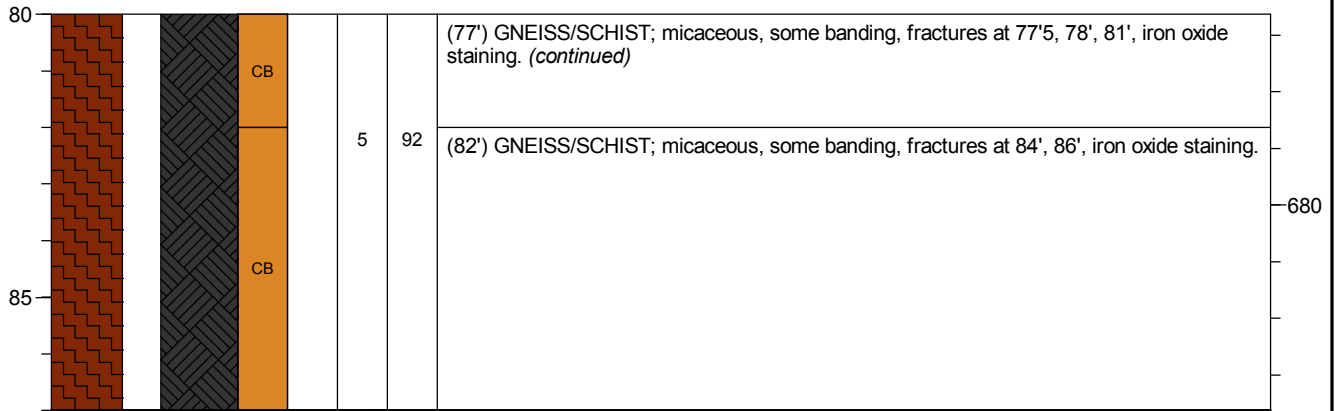 80
(77') GNEISS/SCHIST; micaceous, some banding, fractures at 77'5, 78', 81', iron oxide
staining. (continued)
CB
5 92 (82') GNEISS/SCHIST; micaceous, some banding, fractures at 84', 86', iron oxide staining.
680
CB
85